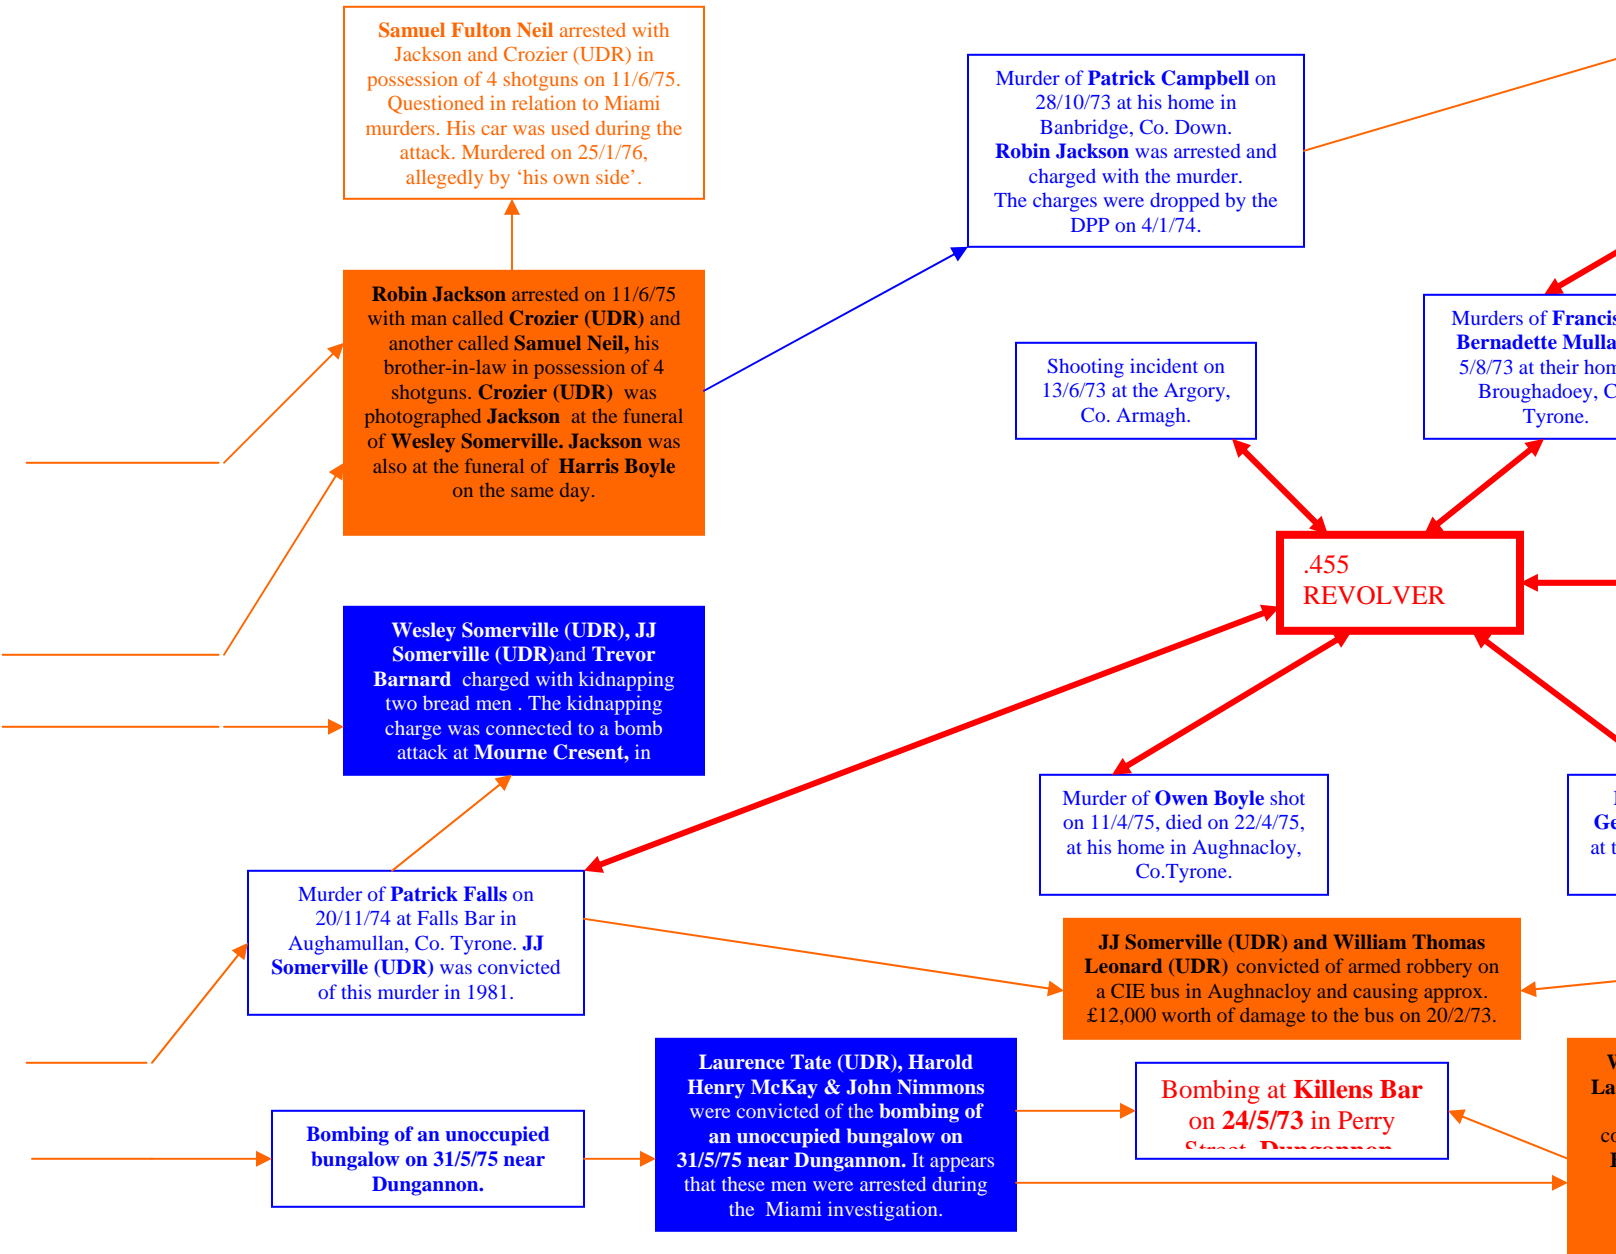 Samuel Fulton Neil arrested with
Jackson and Crozier (UDR) in
possession of 4 shotguns on 11/6/75.
Questioned in relation to Miami
murders. His car was used during the
attack. Murdered on 25/1/76,
allegedly by ‘his own side’.
Murder of Patrick Campbell on
28/10/73 at his home in
Banbridge, Co. Down.
Robin Jackson was arrested and
charged with the murder.
The charges were dropped by the
DPP on 4/1/74.
Robin Jackson arrested on 11/6/75
with man called Crozier (UDR) and
another called Samuel Neil, his
brother-in-law in possession of 4
shotguns. Crozier (UDR) was
photographed Jackson at the funeral
of Wesley Somerville. Jackson was
also at the funeral of Harris Boyle
on the same day.
Shooting incident on
13/6/73 at the Argory,
Co. Armagh.
Murders of Francis
Bernadette Mulla
5/8/73 at their hom
Broughadoey, C
Tyrone.
.455
REVOLVER
Wesley Somerville (UDR), JJ
Somerville (UDR)and Trevor
Barnard charged with kidnapping
two bread men . The kidnapping
charge was connected to a bomb
attack at Mourne Cresent, in
Murder of Owen Boyle shot
on 11/4/75, died on 22/4/75,
at his home in Aughnacloy,
Co.Tyrone.
Ge
at t
Murder of Patrick Falls on
20/11/74 at Falls Bar in
Aughamullan, Co. Tyrone. JJ
Somerville (UDR) was convicted
of this murder in 1981.
JJ Somerville (UDR) and William Thomas
Leonard (UDR) convicted of armed robbery on
a CIE bus in Aughnacloy and causing approx.
£12,000 worth of damage to the bus on 20/2/73.
Bombing of an unoccupied
bungalow on 31/5/75 near
Dungannon.
Laurence Tate (UDR), Harold
Henry McKay & John Nimmons
were convicted of the bombing of
an unoccupied bungalow on
31/5/75 near Dungannon. It appears
that these men were arrested during
the Miami investigation.
Bombing at Killens Bar
on 24/5/73 in Perry
Street, Dungannon
W
La
co